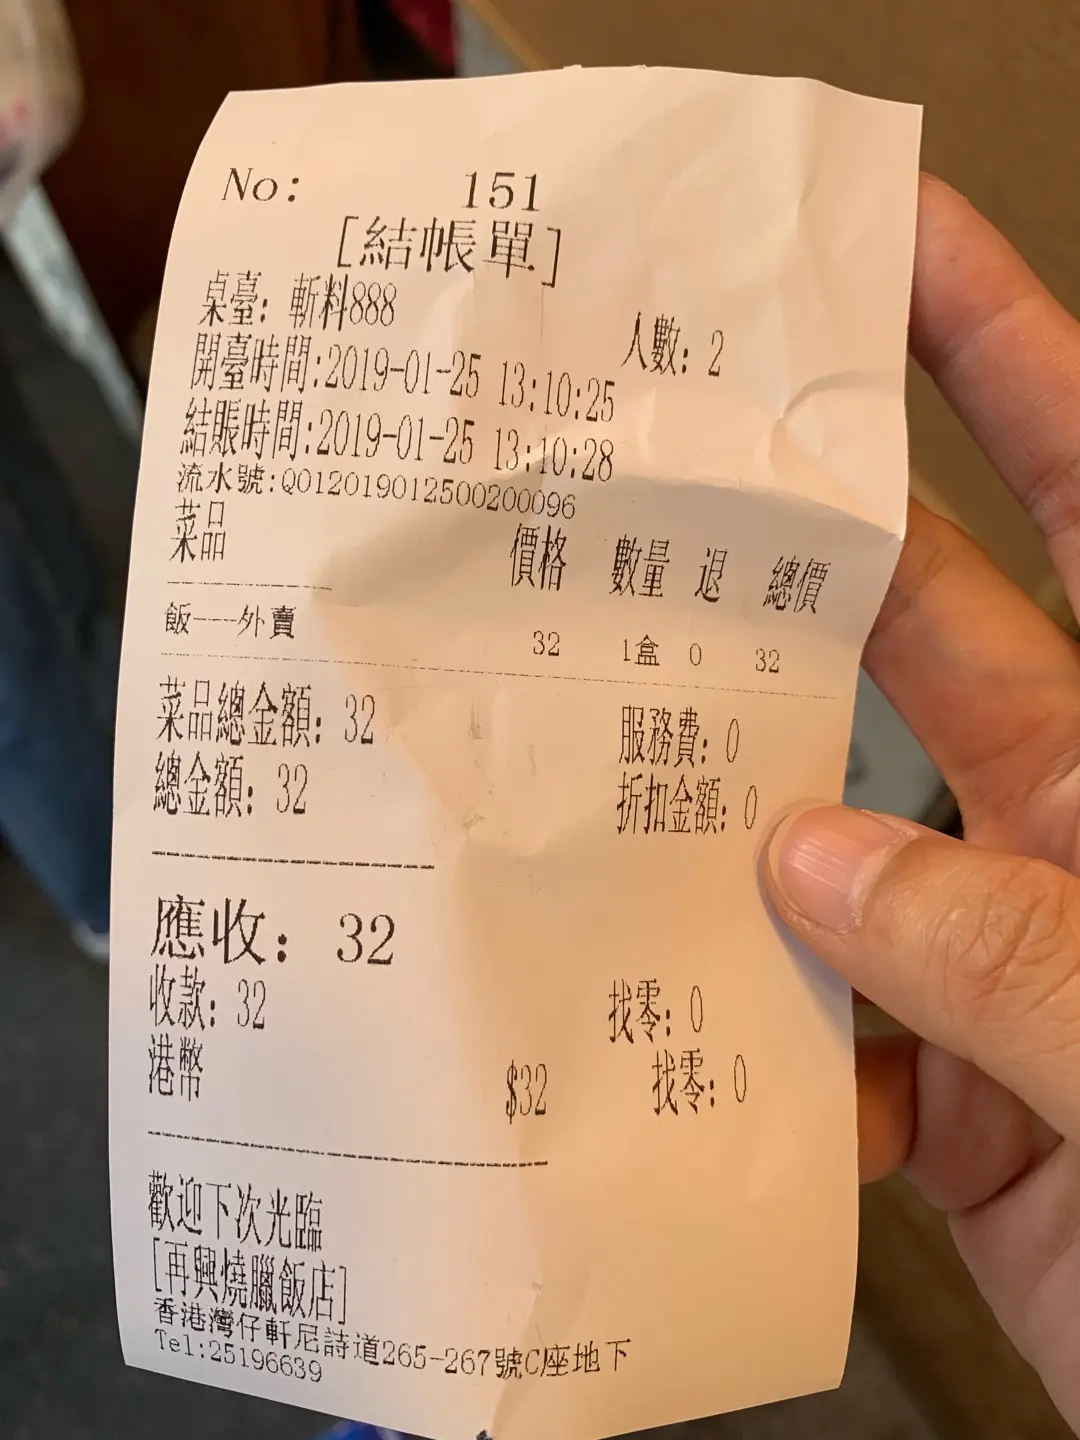 No: 151
[結帳單]
桌臺: 斬料888 人數: 2
開臺時間:2019-01-25 13:10:25
結賬時間:2019-01-25 13:10:28
流水號:Q012019012500200096
菜品 價格 數量 退 總價
飯---外賣 32 1盒 0 32
菜品總金額: 32 服務費: 0
總金額: 32 折扣金額: 0
應收: 32
收款: 32 找零: 0
港幣 $32 找零: 0
歡迎下次光臨
[再興燒臘飯店]
香港灣仔軒尼詩道265-267號C座地下
Tel:25196639